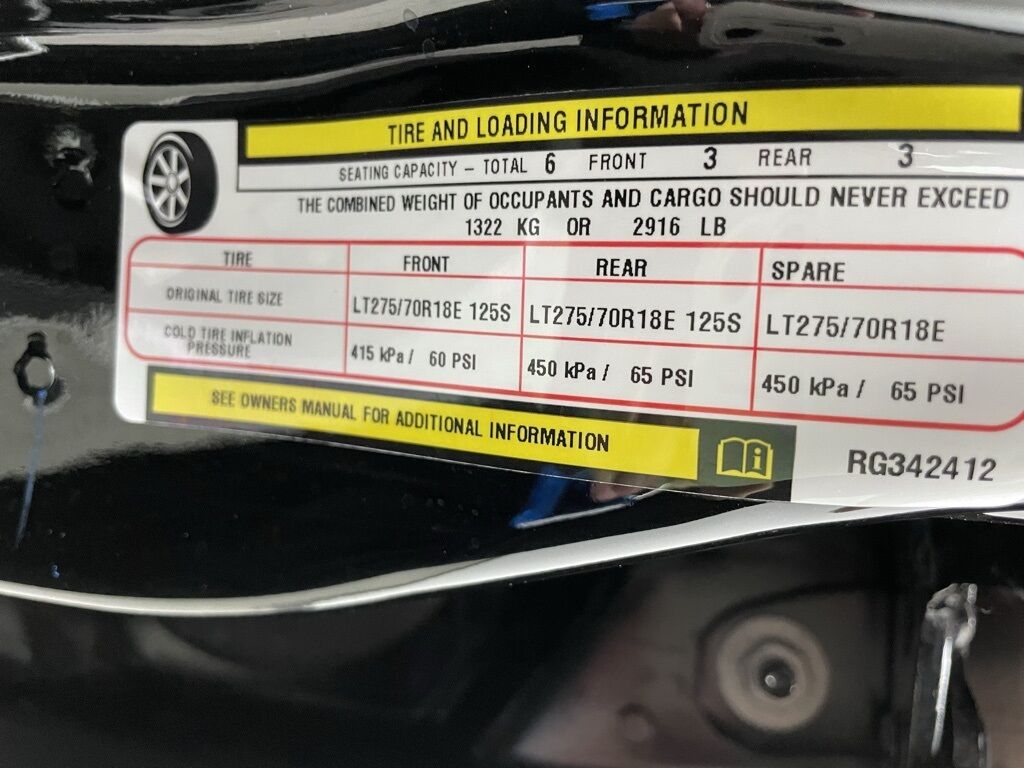 TIRE AND LOADING INFORMATION
SEATING CAPACITY – TOTAL 6 FRONT 3 REAR 3
THE COMBINED WEIGHT OF OCCUPANTS AND CARGO SHOULD NEVER EXCEED
1322 KG OR 2916 LB
TIRE FRONT REAR SPARE
ORIGINAL TIRE SIZE LT275/70R18E 125S LT275/70R18E 125S LT275/70R18E
COLD TIRE INFLATION
PRESSURE 415 kPa / 60 PSI 450 kPa / 65 PSI 450 kPa / 65 PSI
SEE OWNERS MANUAL FOR ADDITIONAL INFORMATION
RG342412